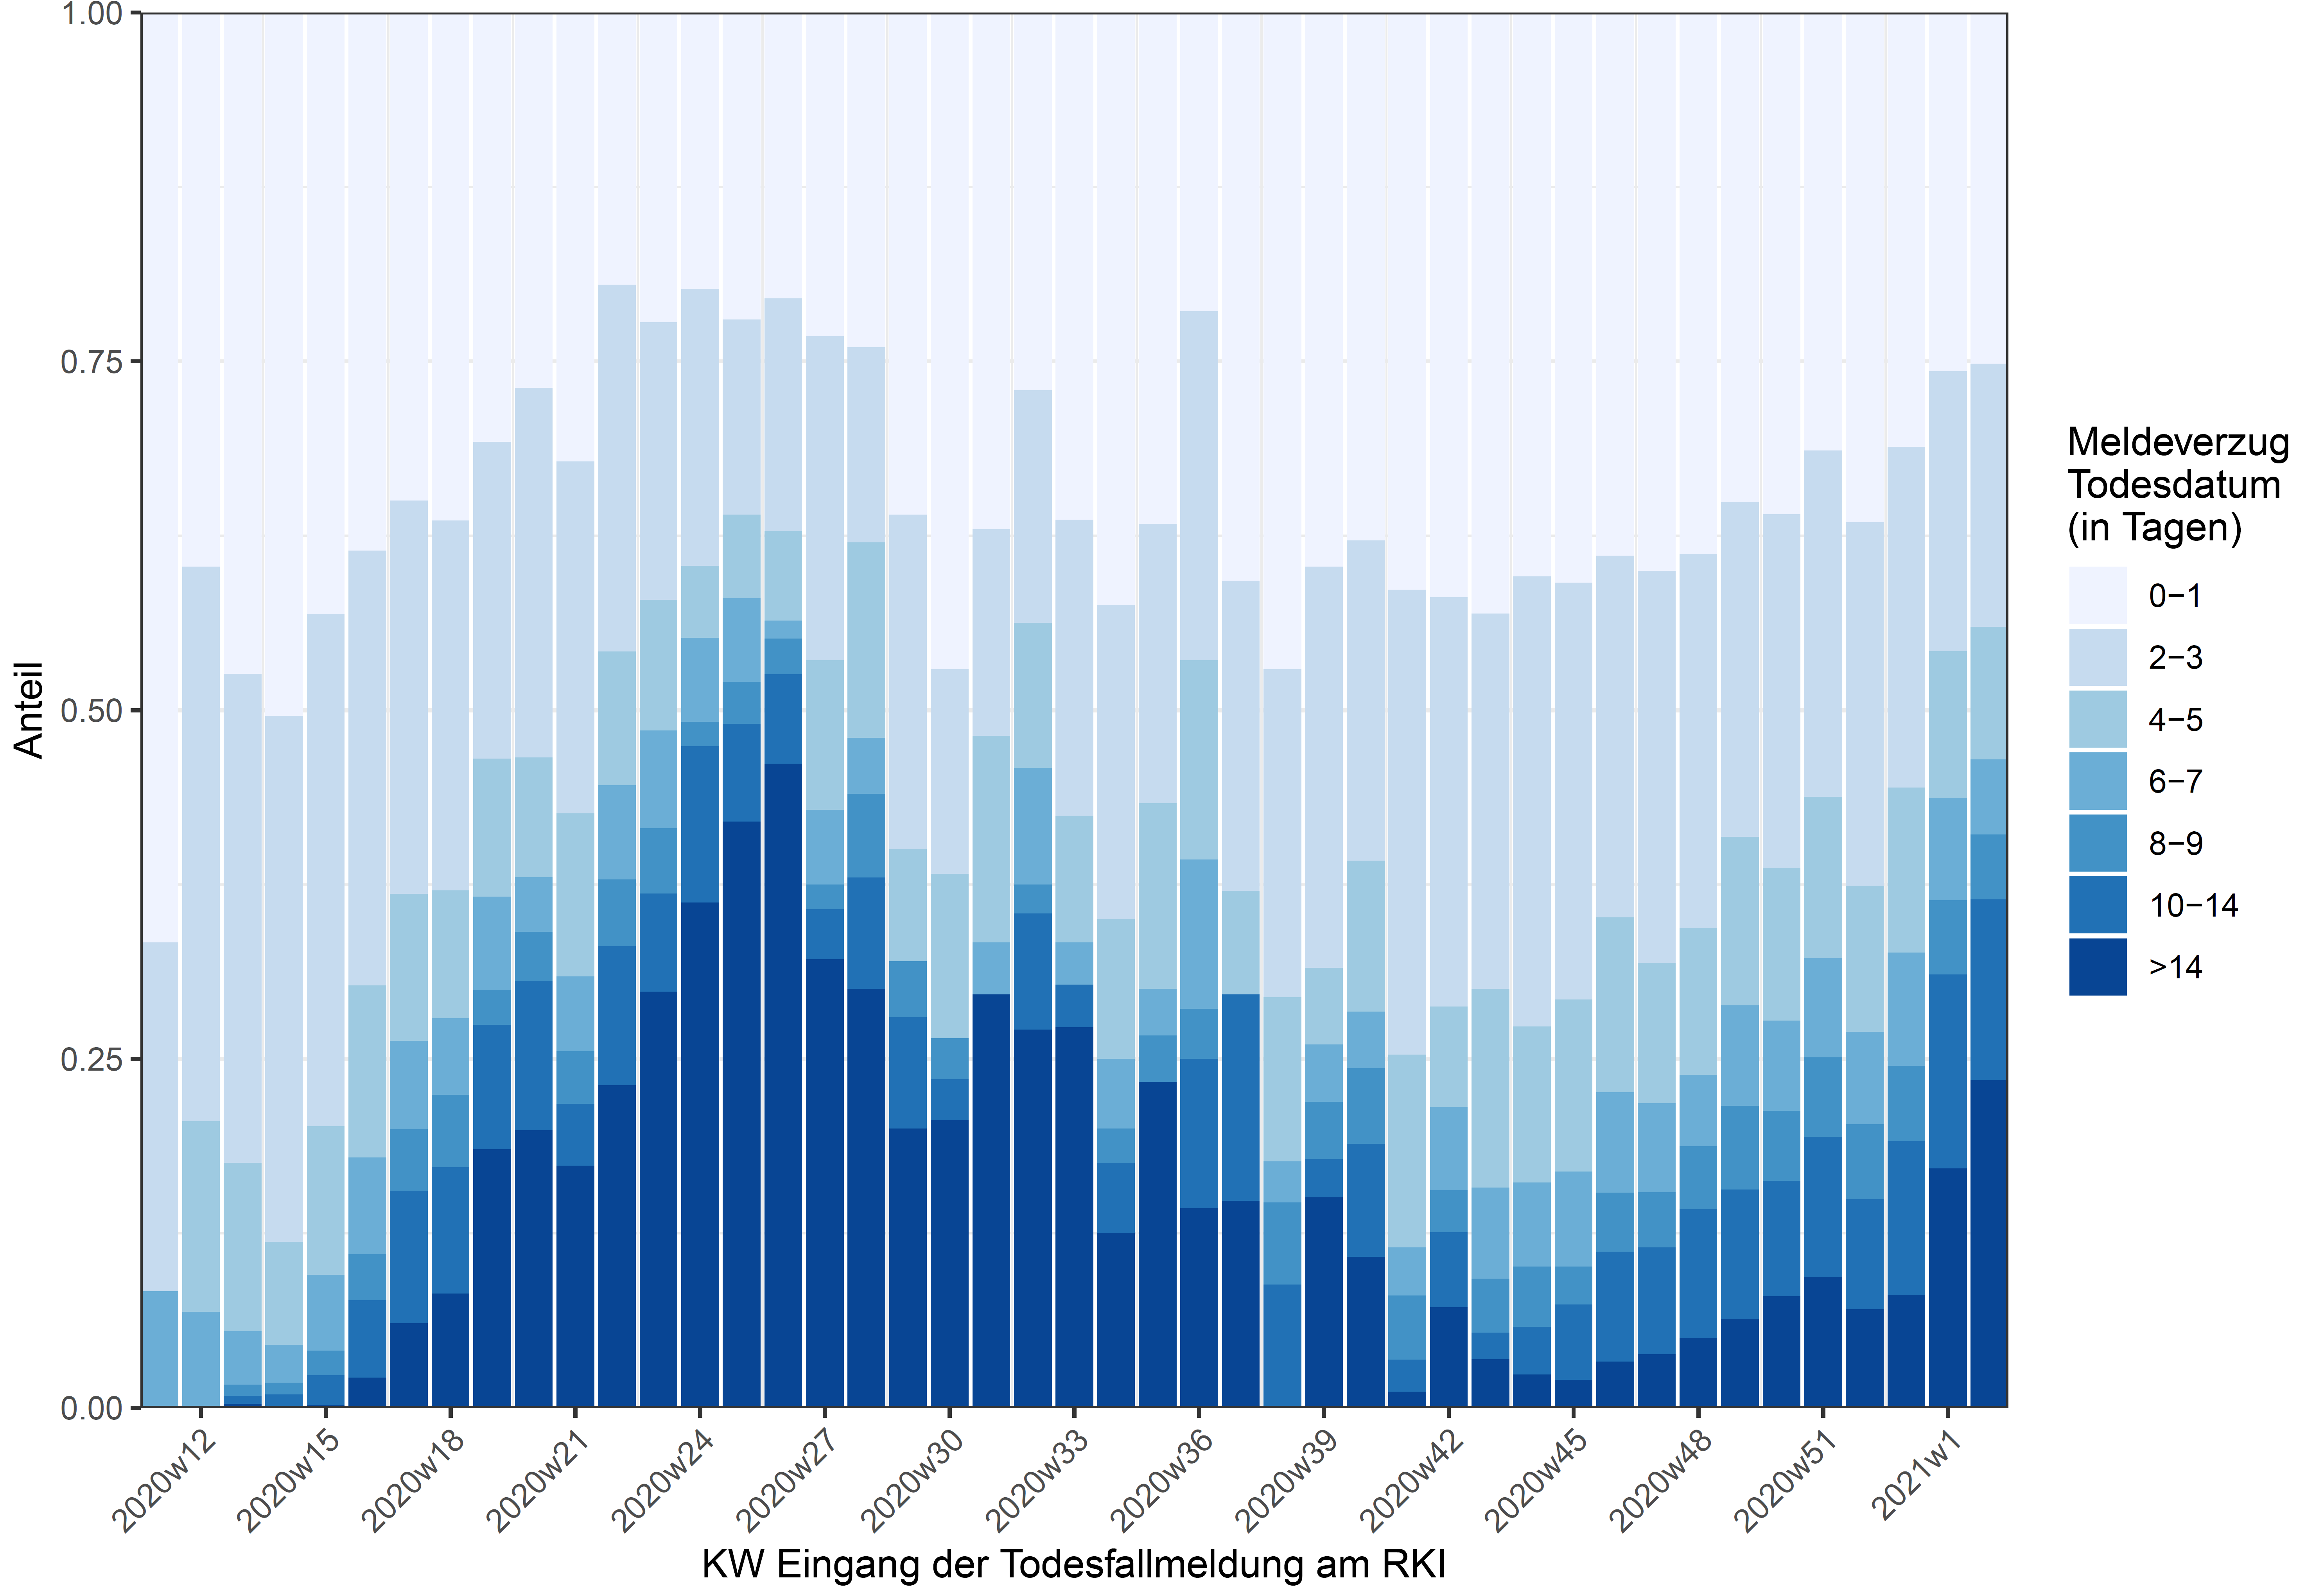 1.00
0.75
0.50
0.25
0.00
Anteil
2020w12
2020w15
2020w18
2020w21
2020w24
2020w27
2020w30
2020w33
2020w36
2020w39
2020w42
2020w45
2020w48
2020w51
2021w1
KW Eingang der Todesfallmeldung am RKI
Meldeverzug
Todesdatum
(in Tagen)
0−1
2−3
4−5
6−7
8−9
10−14
>14